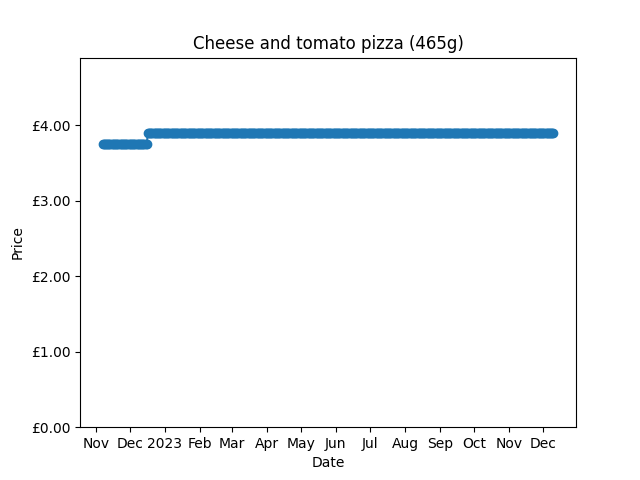 Cheese and tomato pizza (465g)
£4.00
£3.00
£2.00
£1.00
£0.00
Price
Nov Dec 2023 Feb Mar Apr May Jun Jul Aug Sep Oct Nov Dec
Date